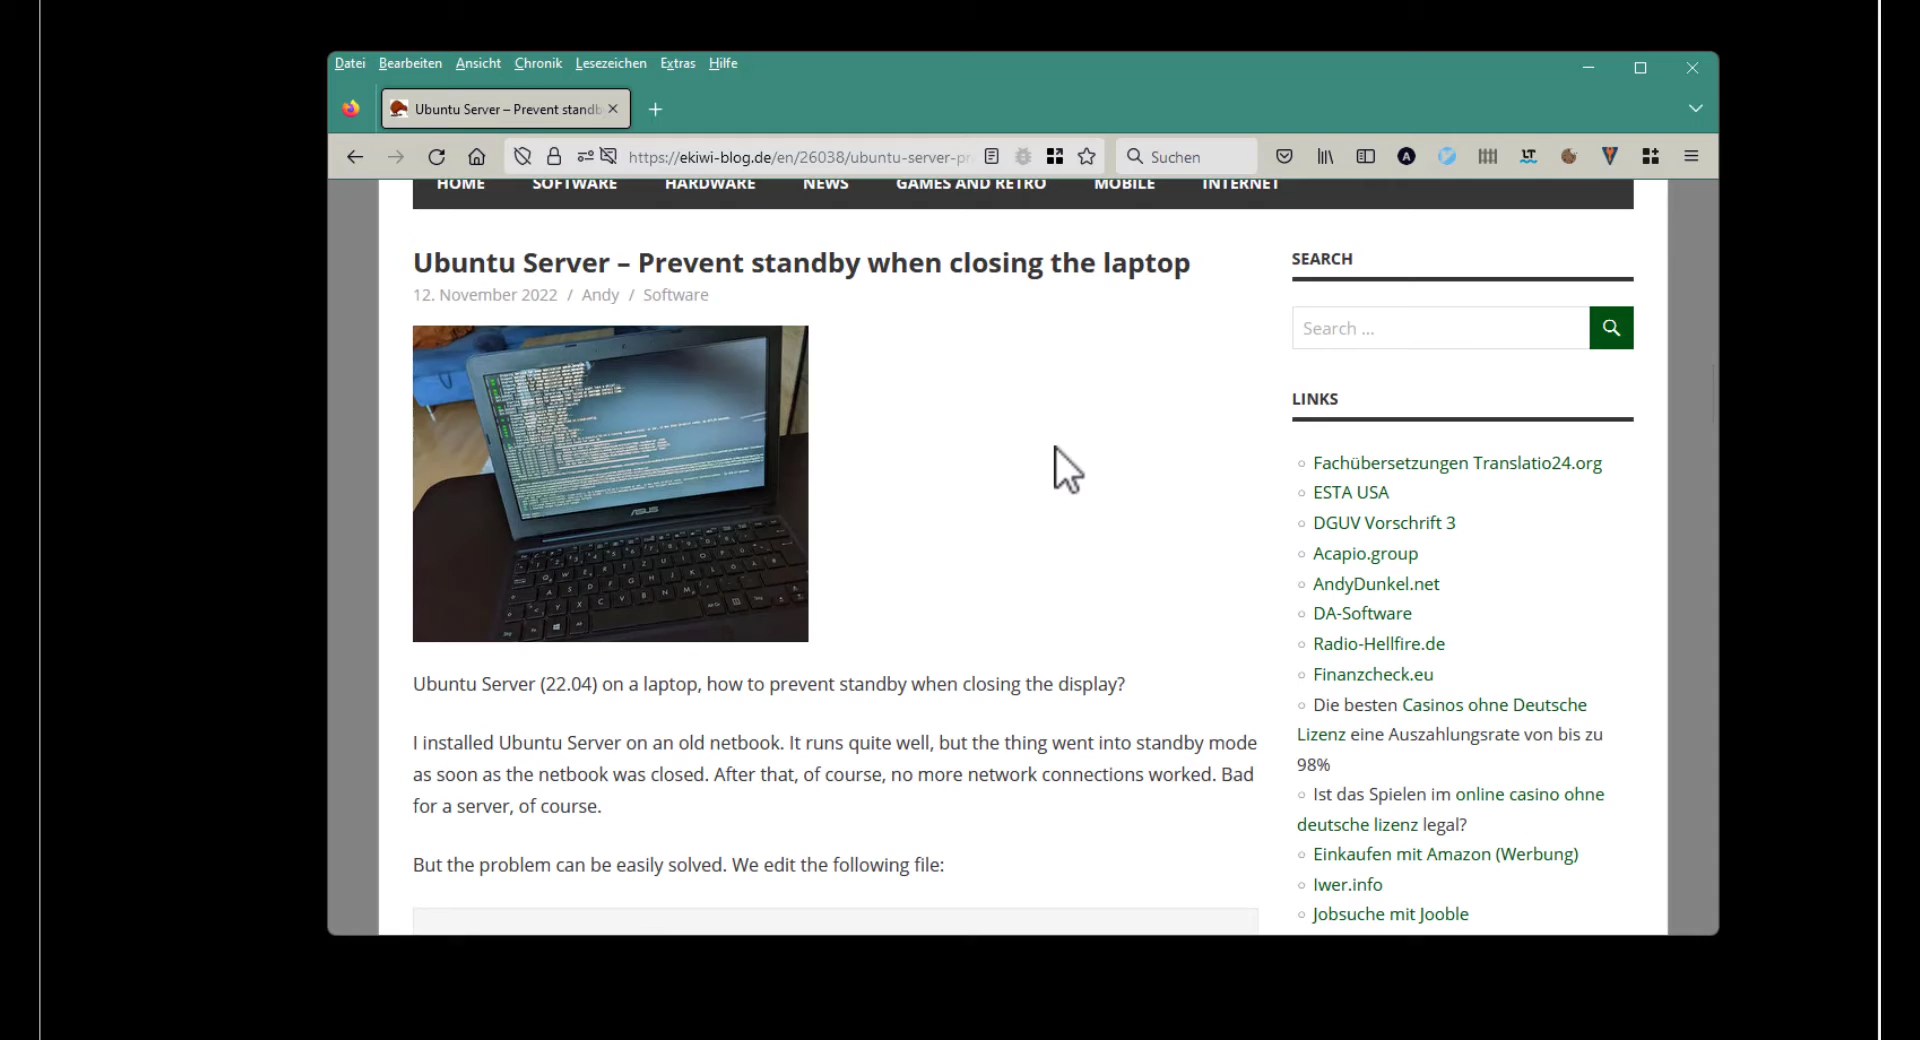 Datei Bearbeiten Ansicht Chronik Lesezeichen Extras Hilfe
Ubuntu Server – Prevent standb
https://ekiwi-blog.de/en/26038/ubuntu-server-pr
Suchen
HOME SOFTWARE HARDWARE NEWS GAMES AND RETRO MOBILE INTERNET
Ubuntu Server – Prevent standby when closing the laptop
12. November 2022 / Andy / Software
ASUS
Ubuntu Server (22.04) on a laptop, how to prevent standby when closing the display?
I installed Ubuntu Server on an old netbook. It runs quite well, but the thing went into standby mode
as soon as the netbook was closed. After that, of course, no more network connections worked. Bad
for a server, of course.
But the problem can be easily solved. We edit the following file:
SEARCH
Search ...
LINKS
Fachübersetzungen Translatio24.org
ESTA USA
DGUV Vorschrift 3
Acapio.group
AndyDunkel.net
DA-Software
Radio-Hellfire.de
Finanzcheck.eu
Die besten Casinos ohne Deutsche
Lizenz eine Auszahlungsrate von bis zu
98%
Ist das Spielen im online casino ohne
deutsche lizenz legal?
Einkaufen mit Amazon (Werbung)
Iwer.info
Jobsuche mit Jooble